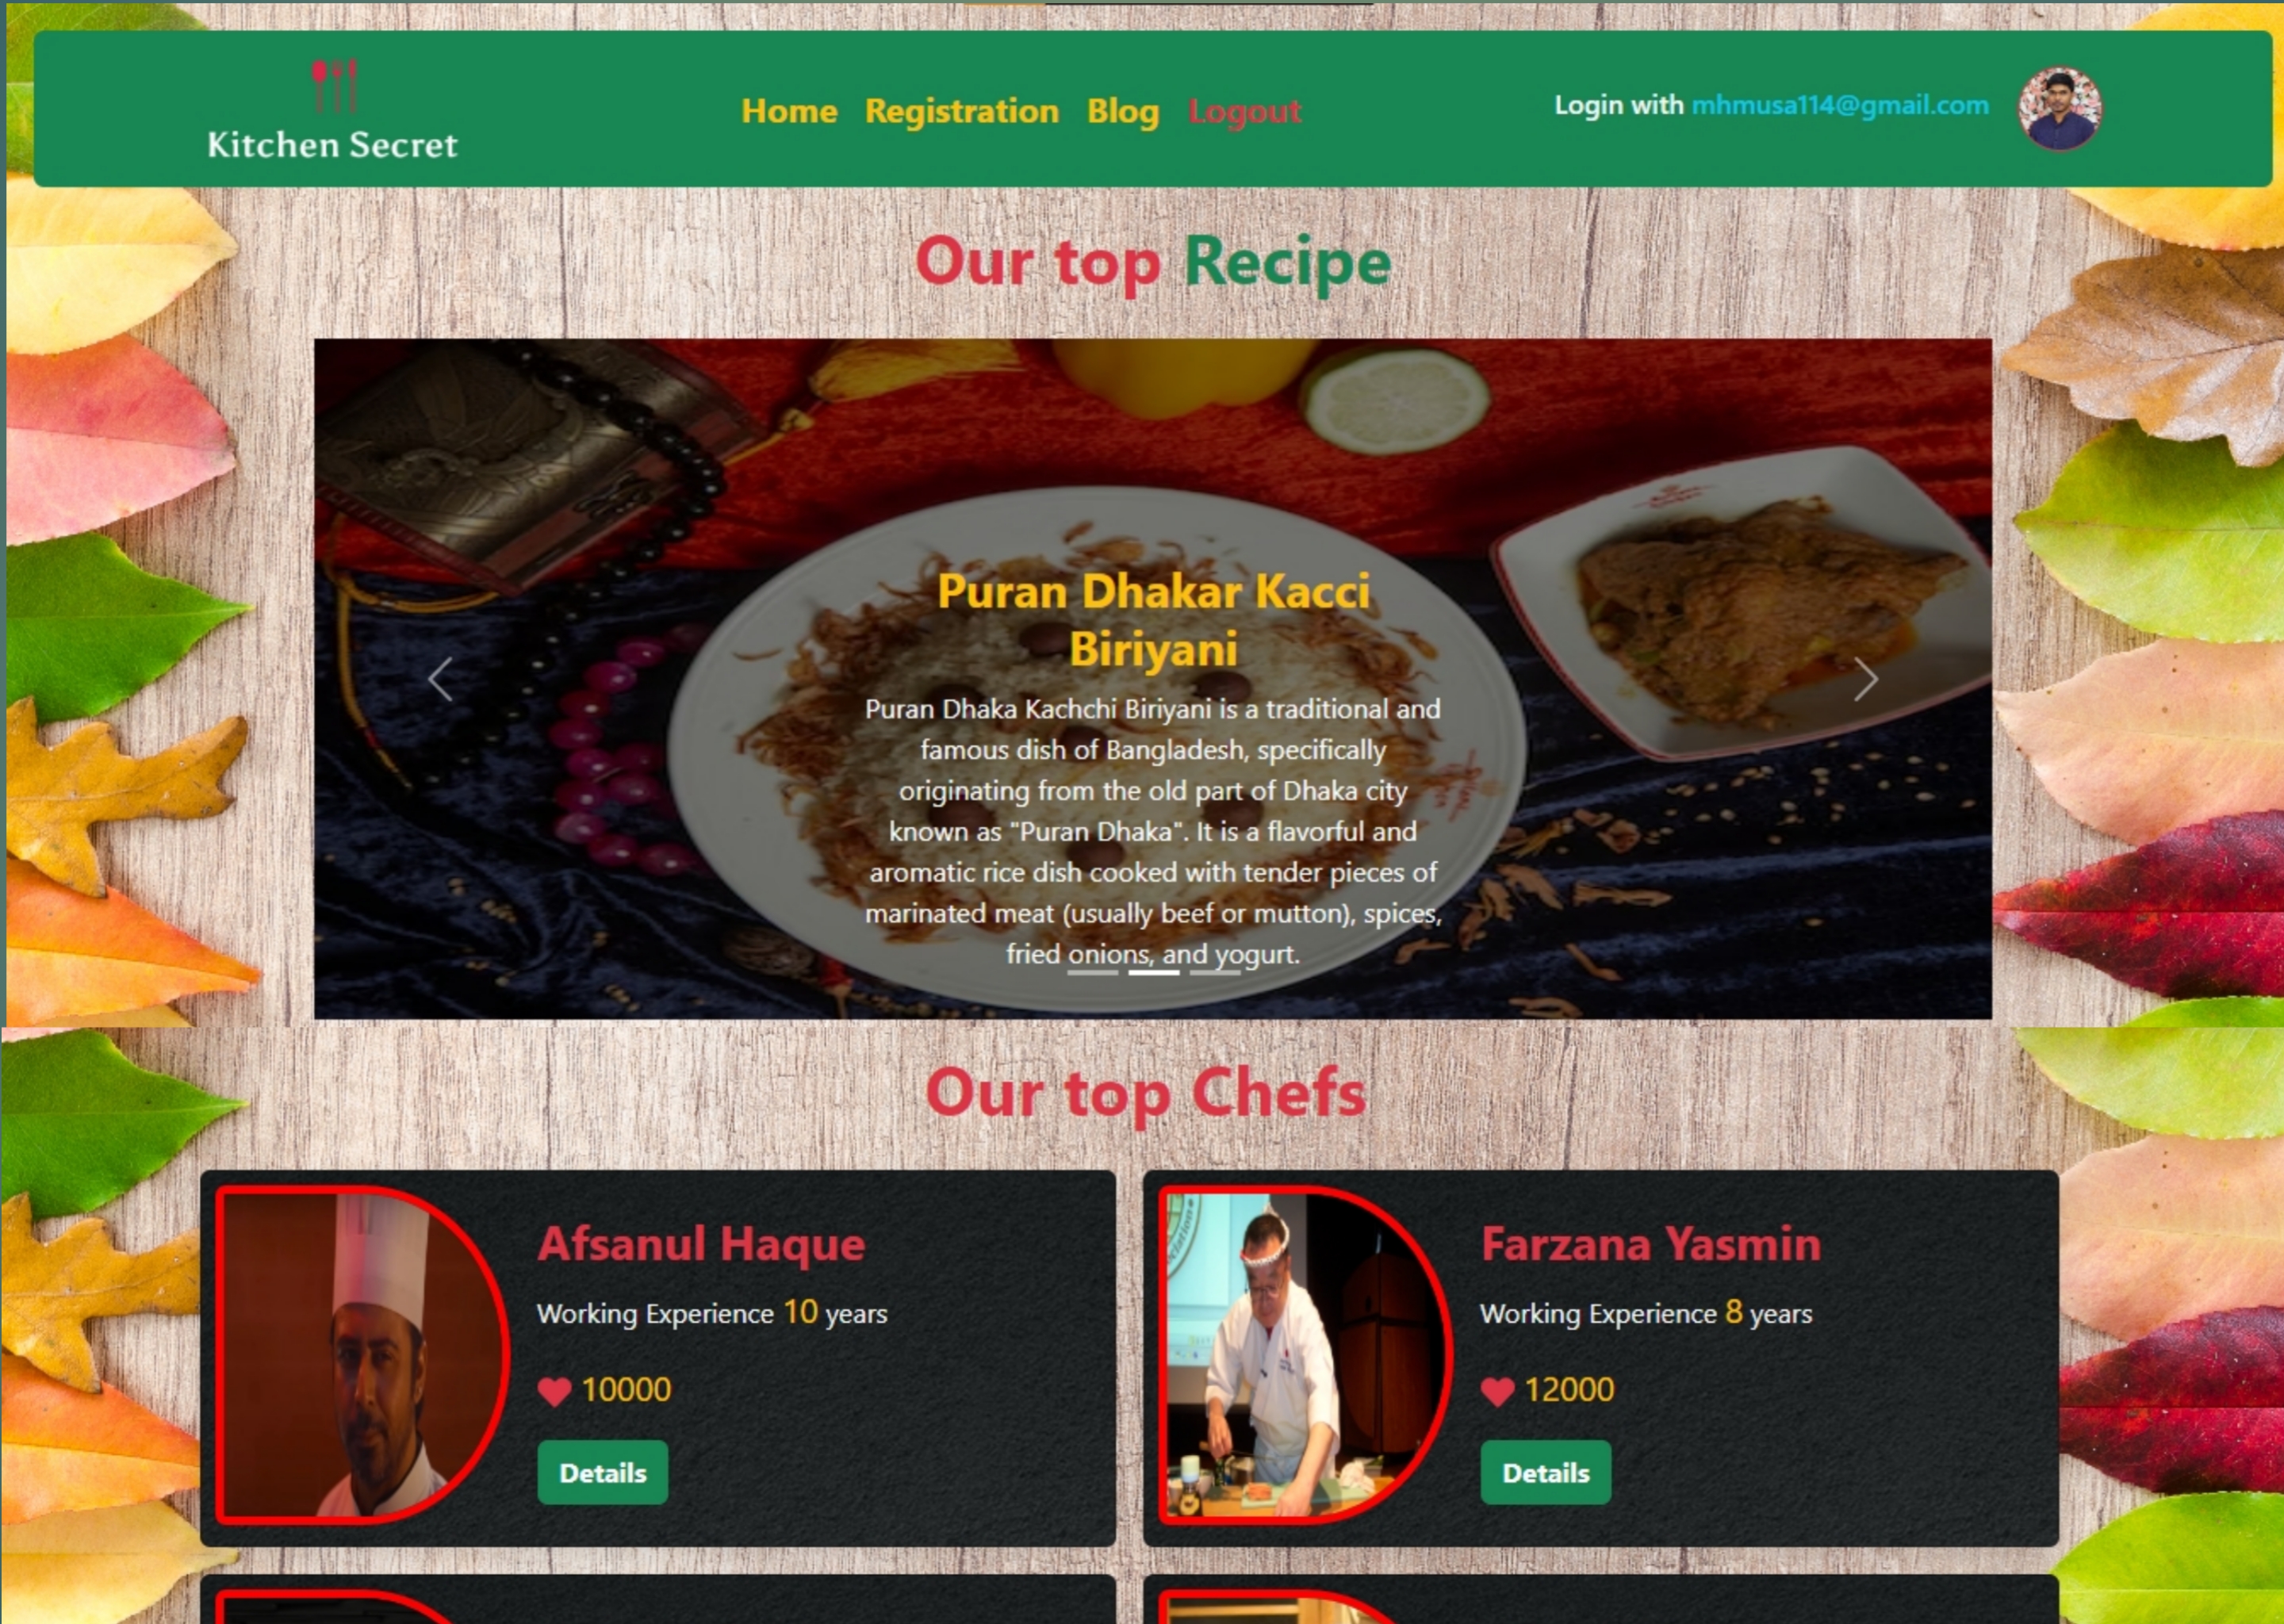 Kitchen Secret
Home Registration Blog Logout
Login with mhmusa114@gmail.com
Our top Recipe
Puran Dhakar Kacci
Biriyani
Puran Dhaka Kachchi Biriyani is a traditional and
famous dish of Bangladesh, specifically
originating from the old part of Dhaka city
known as "Puran Dhaka". It is a flavorful and
aromatic rice dish cooked with tender pieces of
marinated meat (usually beef or mutton), spices,
fried onions, and yogurt.
Our top Chefs
Afsanul Haque
Working Experience 10 years
10000
Details
Farzana Yasmin
Working Experience 8 years
12000
Details